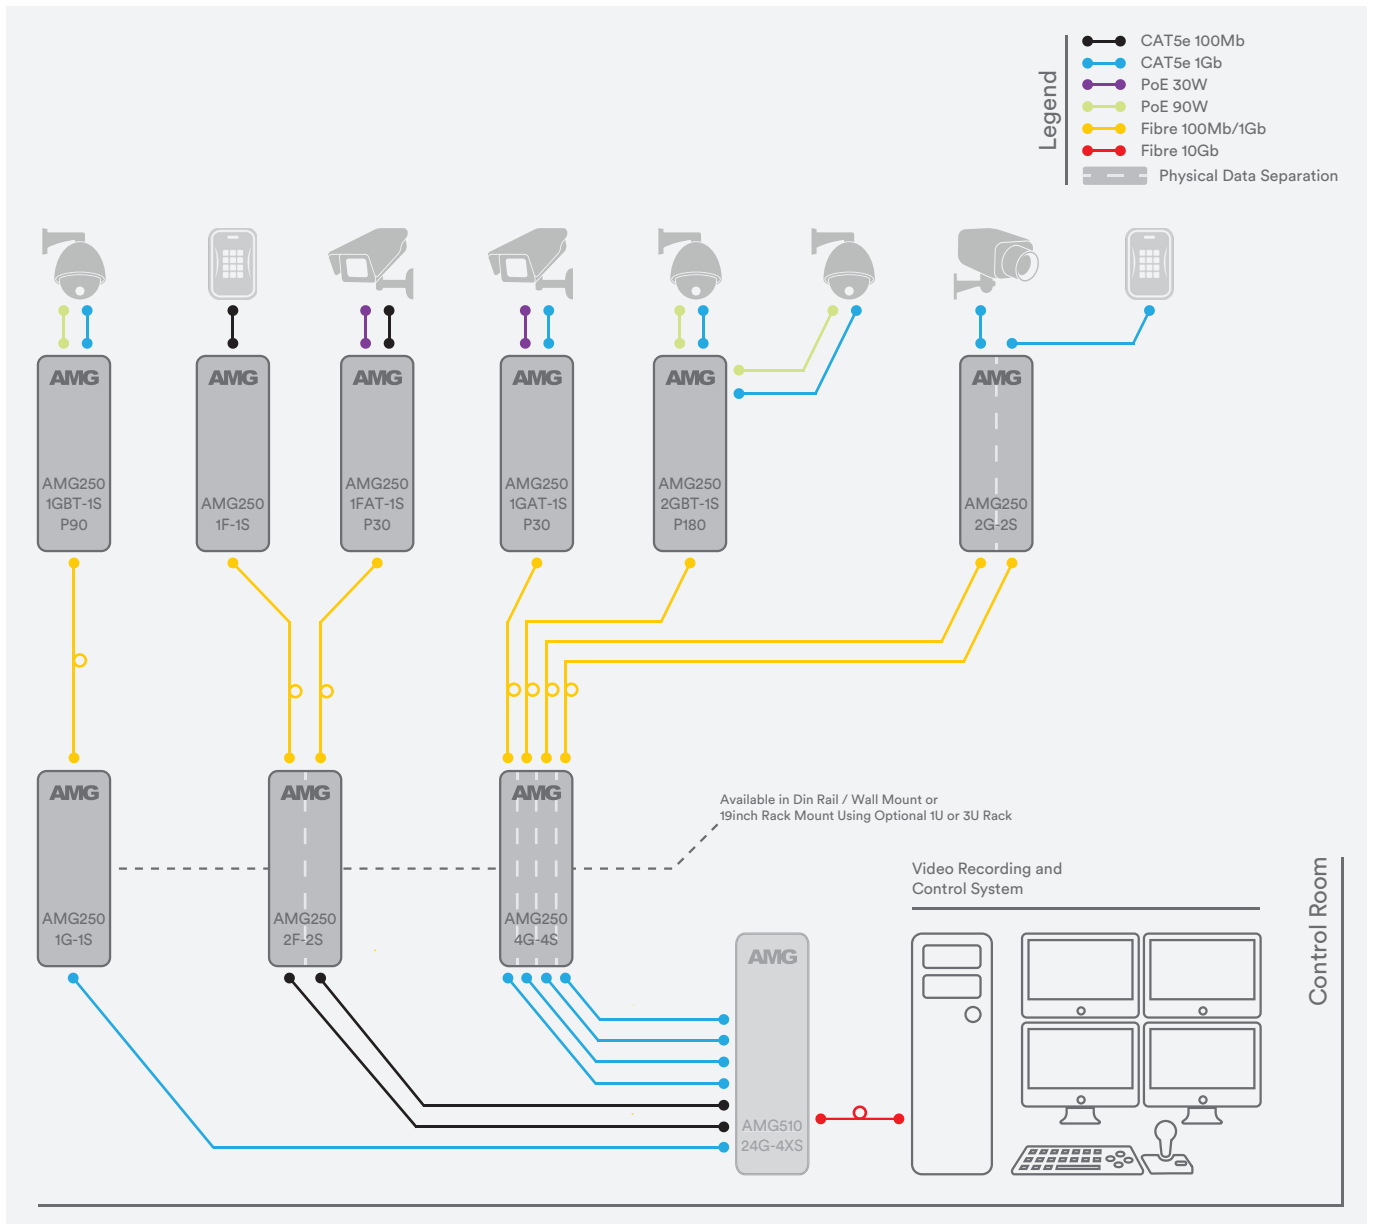 Legend
CAT5e 100Mb
CAT5e 1Gb
PoE 30W
PoE 90W
Fibre 100Mb/1Gb
Fibre 10Gb
Physical Data Separation
AMG
AMG250
1GBT-1S
P90
AMG
AMG250
1F-1S
AMG
AMG250
1FAT-1S
P30
AMG
AMG250
1GAT-1S
P30
AMG
AMG250
2GBT-1S
P180
AMG
AMG250
2G-2S
AMG
AMG250
1G-1S
AMG
AMG250
2F-2S
AMG
AMG250
4G-4S
Available in Din Rail / Wall Mount or
19inch Rack Mount Using Optional 1U or 3U Rack
AMG
AMG510
24G-4XS
Video Recording and
Control System
Control Room